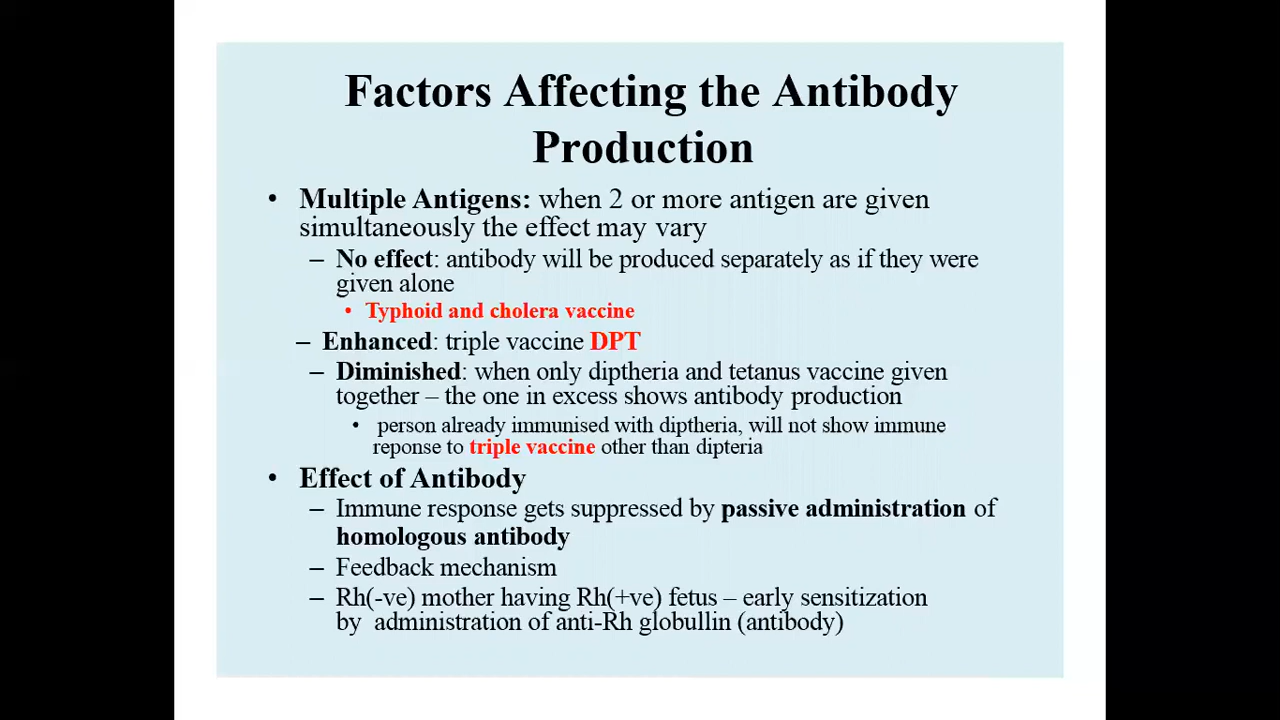 Factors Affecting the Antibody
Production
• Multiple Antigens: when 2 or more antigen are given
simultaneously the effect may vary
– No effect: antibody will be produced separately as if they were
given alone
• Typhoid and cholera vaccine
– Enhanced: triple vaccine DPT
– Diminished: when only diptheria and tetanus vaccine given
together – the one in excess shows antibody production
• person already immunised with diptheria, will not show immune
reponse to triple vaccine other than dipteria
• Effect of Antibody
– Immune response gets suppressed by passive administration of
homologous antibody
– Feedback mechanism
– Rh(-ve) mother having Rh(+ve) fetus – early sensitization
by administration of anti-Rh globullin (antibody)